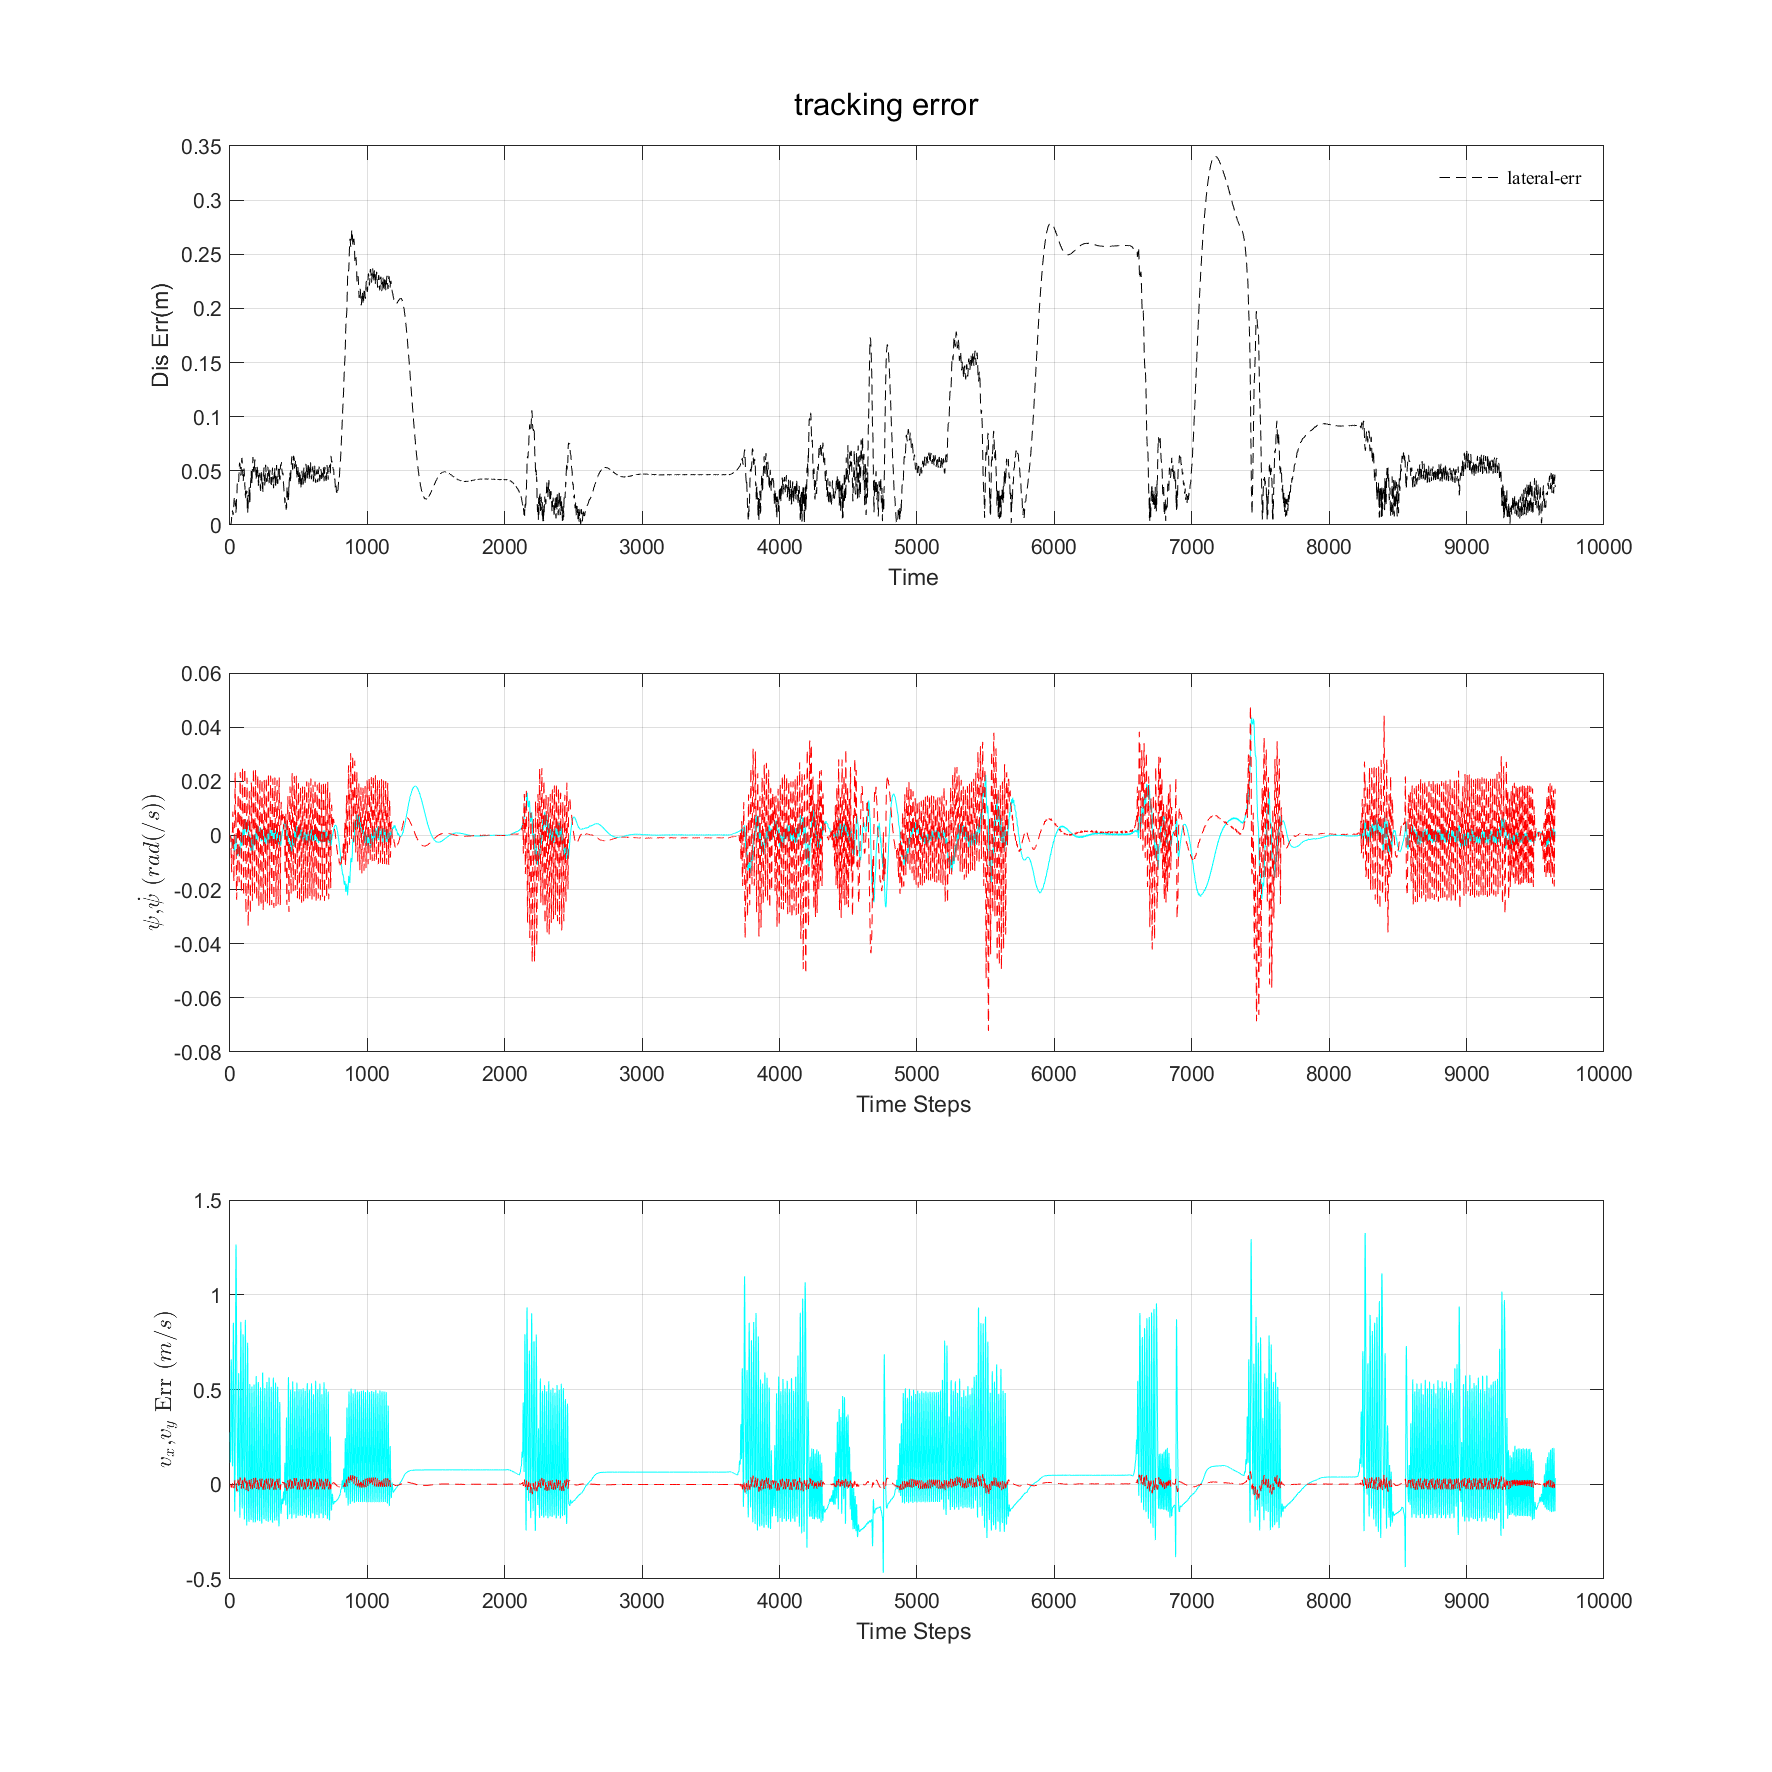 tracking error
0.35
0.3
0.25
0.2
0.15
0.1
0.05
0
Dis Err(m)
lateral-err
0 1000 2000 3000 4000 5000 6000 7000 8000 9000 10000
Time
0.06
0.04
0.02
0
-0.02
-0.04
-0.06
-0.08
ψ,ψ̇ (rad(/s))
0 1000 2000 3000 4000 5000 6000 7000 8000 9000 10000
Time Steps
1.5
1
0.5
0
-0.5
v_x,v_y Err (m/s)
0 1000 2000 3000 4000 5000 6000 7000 8000 9000 10000
Time Steps